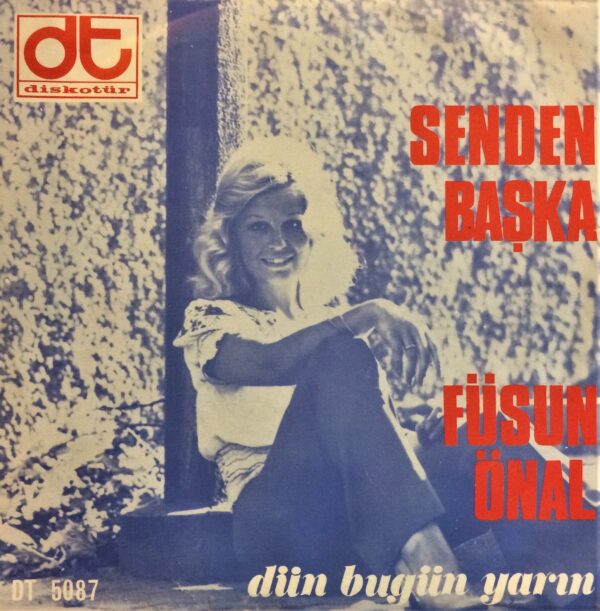 dt
diskotür
SENDEN
BAŞKA
FÜSUN
ÖNAL
DT 5087
dün bugün yarın